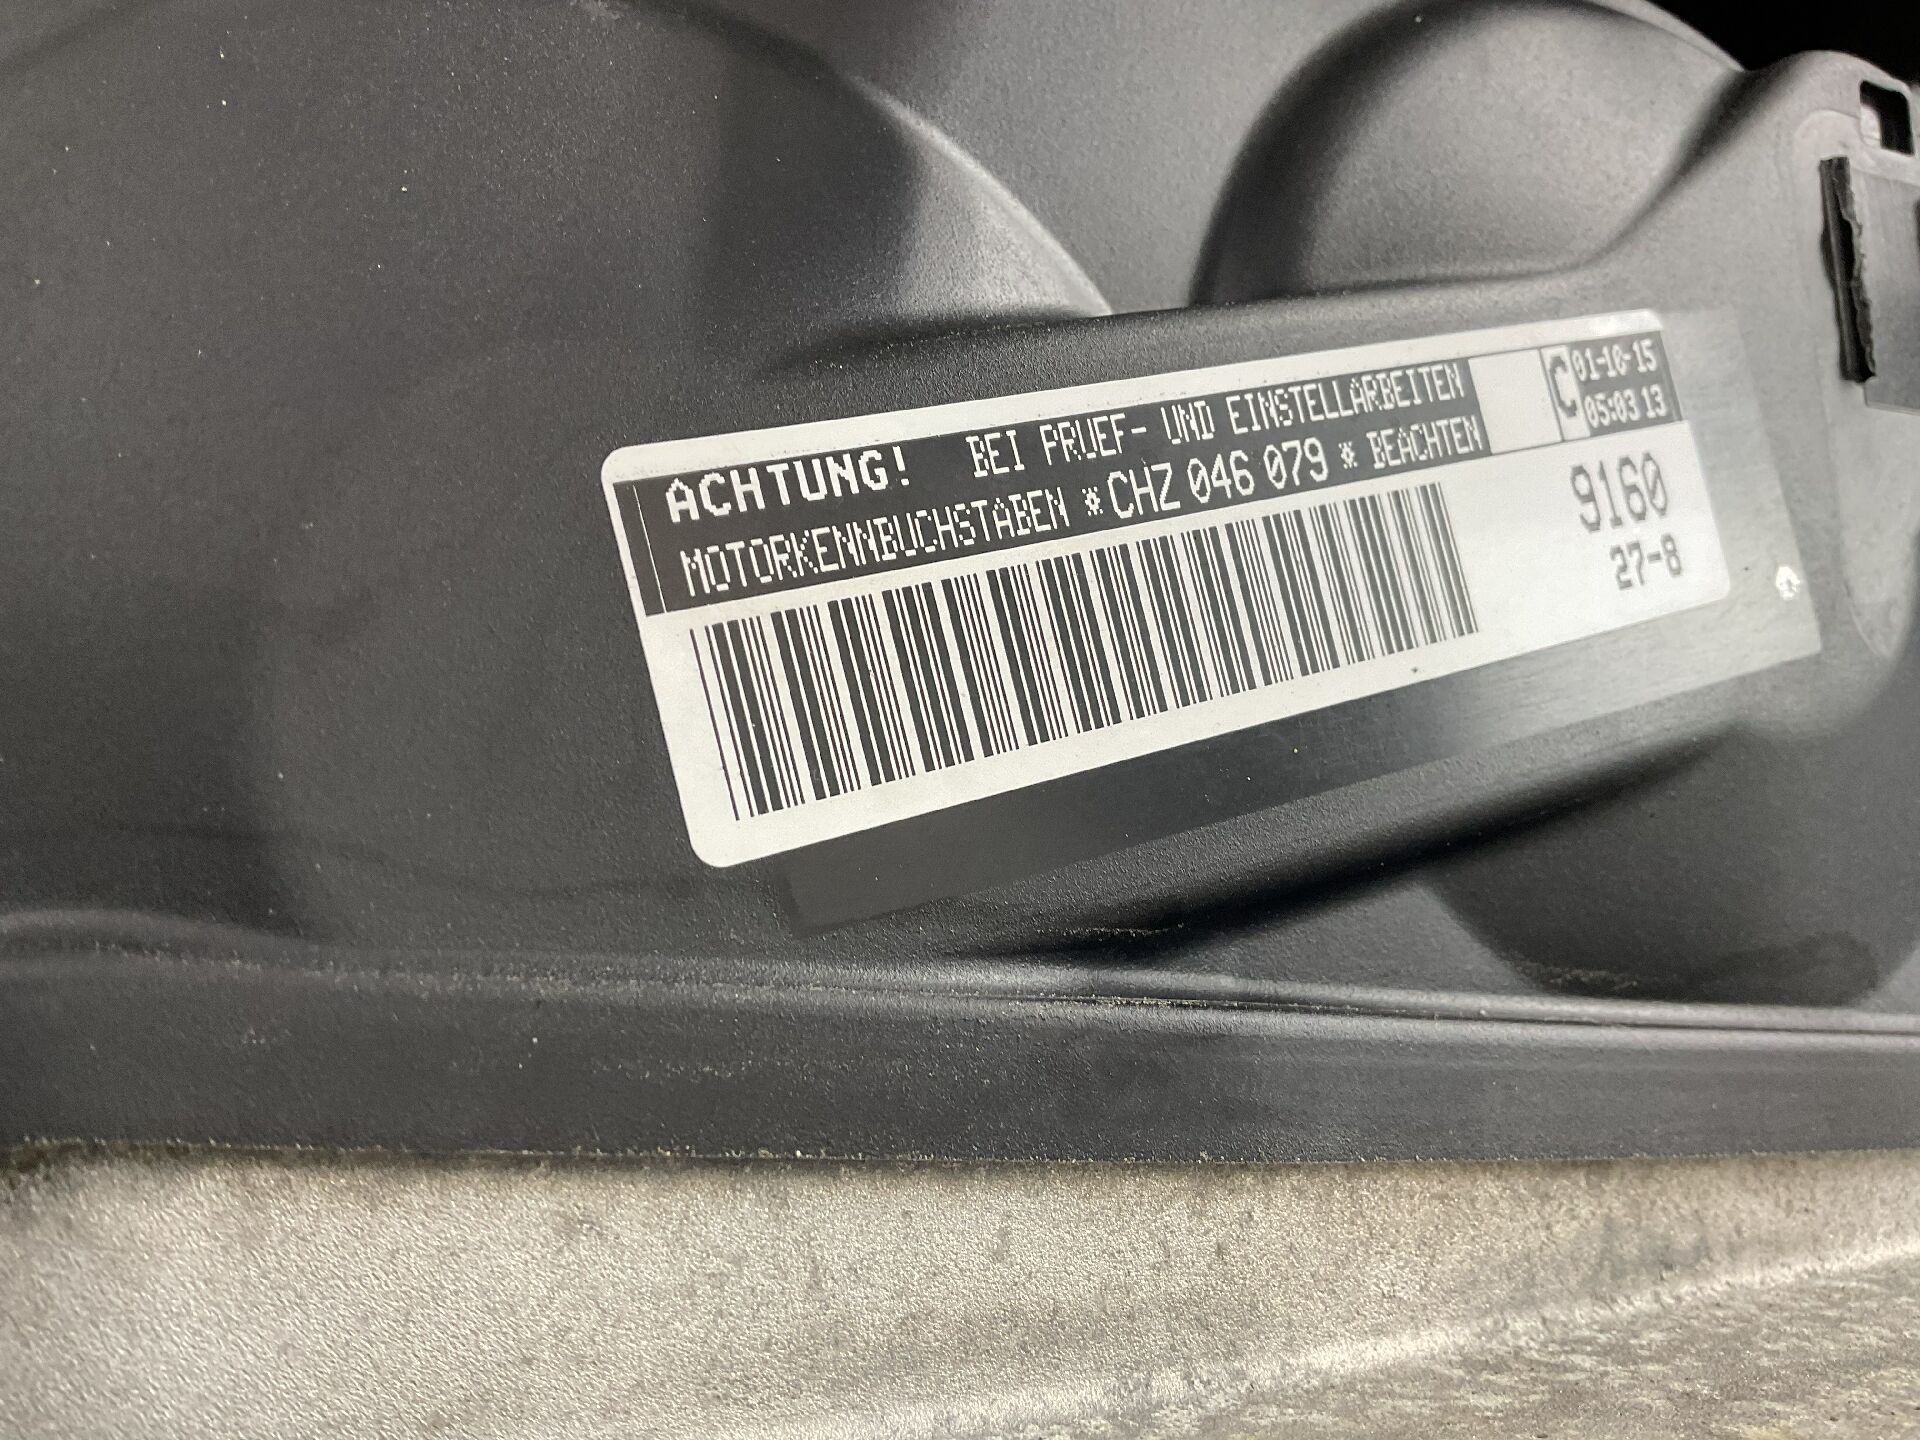 ACHTUNG! BEI PRUEF- UND EINSTELLARBEITEN
MOTORKENNBUCHSTABEN * CHZ 046 079 * BEACHTEN
C
01-10-15
05:03 13
9160
27-8